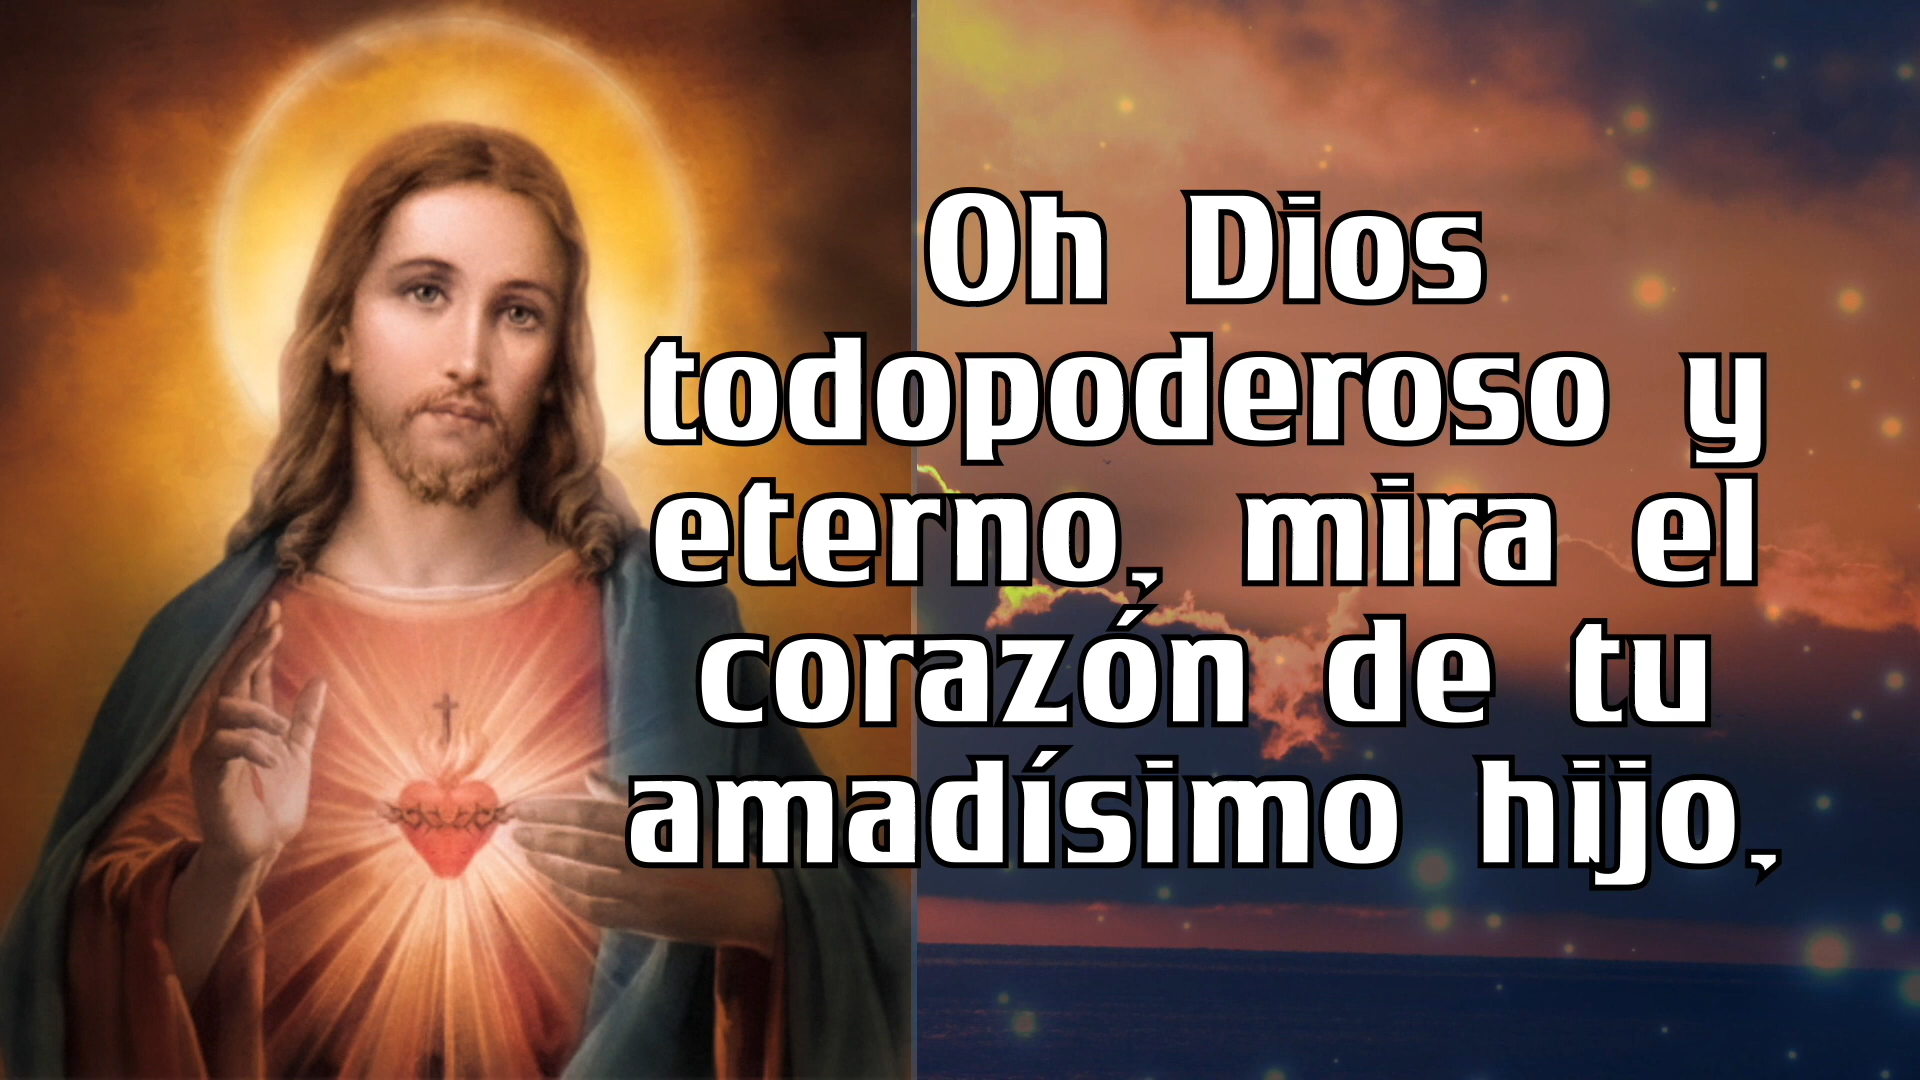 Oh Dios
todopoderoso y
eterno, mira el
corazón de tu
amadísimo hijo,